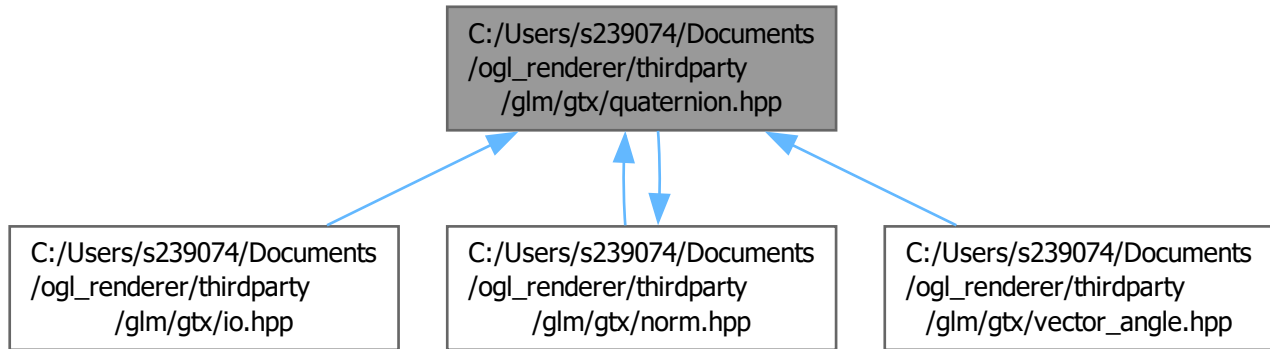 C:/Users/s239074/Documents
/ogl_renderer/thirdparty
/glm/gtx/quaternion.hpp
C:/Users/s239074/Documents
/ogl_renderer/thirdparty
/glm/gtx/io.hpp
C:/Users/s239074/Documents
/ogl_renderer/thirdparty
/glm/gtx/norm.hpp
C:/Users/s239074/Documents
/ogl_renderer/thirdparty
/glm/gtx/vector_angle.hpp